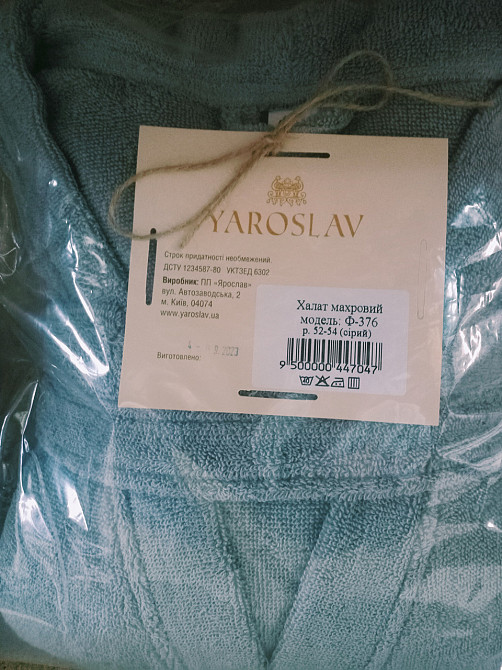 YAROSLAV
Строк придатності необмежений.
ДСТУ 1234567-80 УКТЗЕД 6302
Виробник: ПП «Ярослав»
вул. Автозаводська, 2
м. Київ, 04074
www.yaroslav.ua
Виготовлено:
Халат махровий
модель: Ф-376
р. 52-54 (сірий)
9 500000 447047